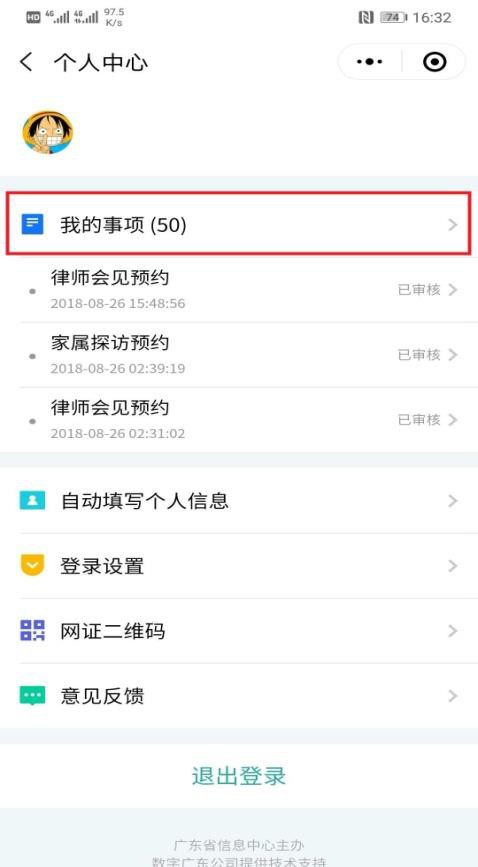 HD 4G 4G 97.5 K/s 74 16:32
个人中心
我的事项 (50)
律师会见预约
2018-08-26 15:48:56
已审核
家属探访预约
2018-08-26 02:39:19
已审核
律师会见预约
2018-08-26 02:31:02
已审核
自动填写个人信息
登录设置
网证二维码
意见反馈
退出登录
广东省信息中心主办
数字广东公司提供技术支持